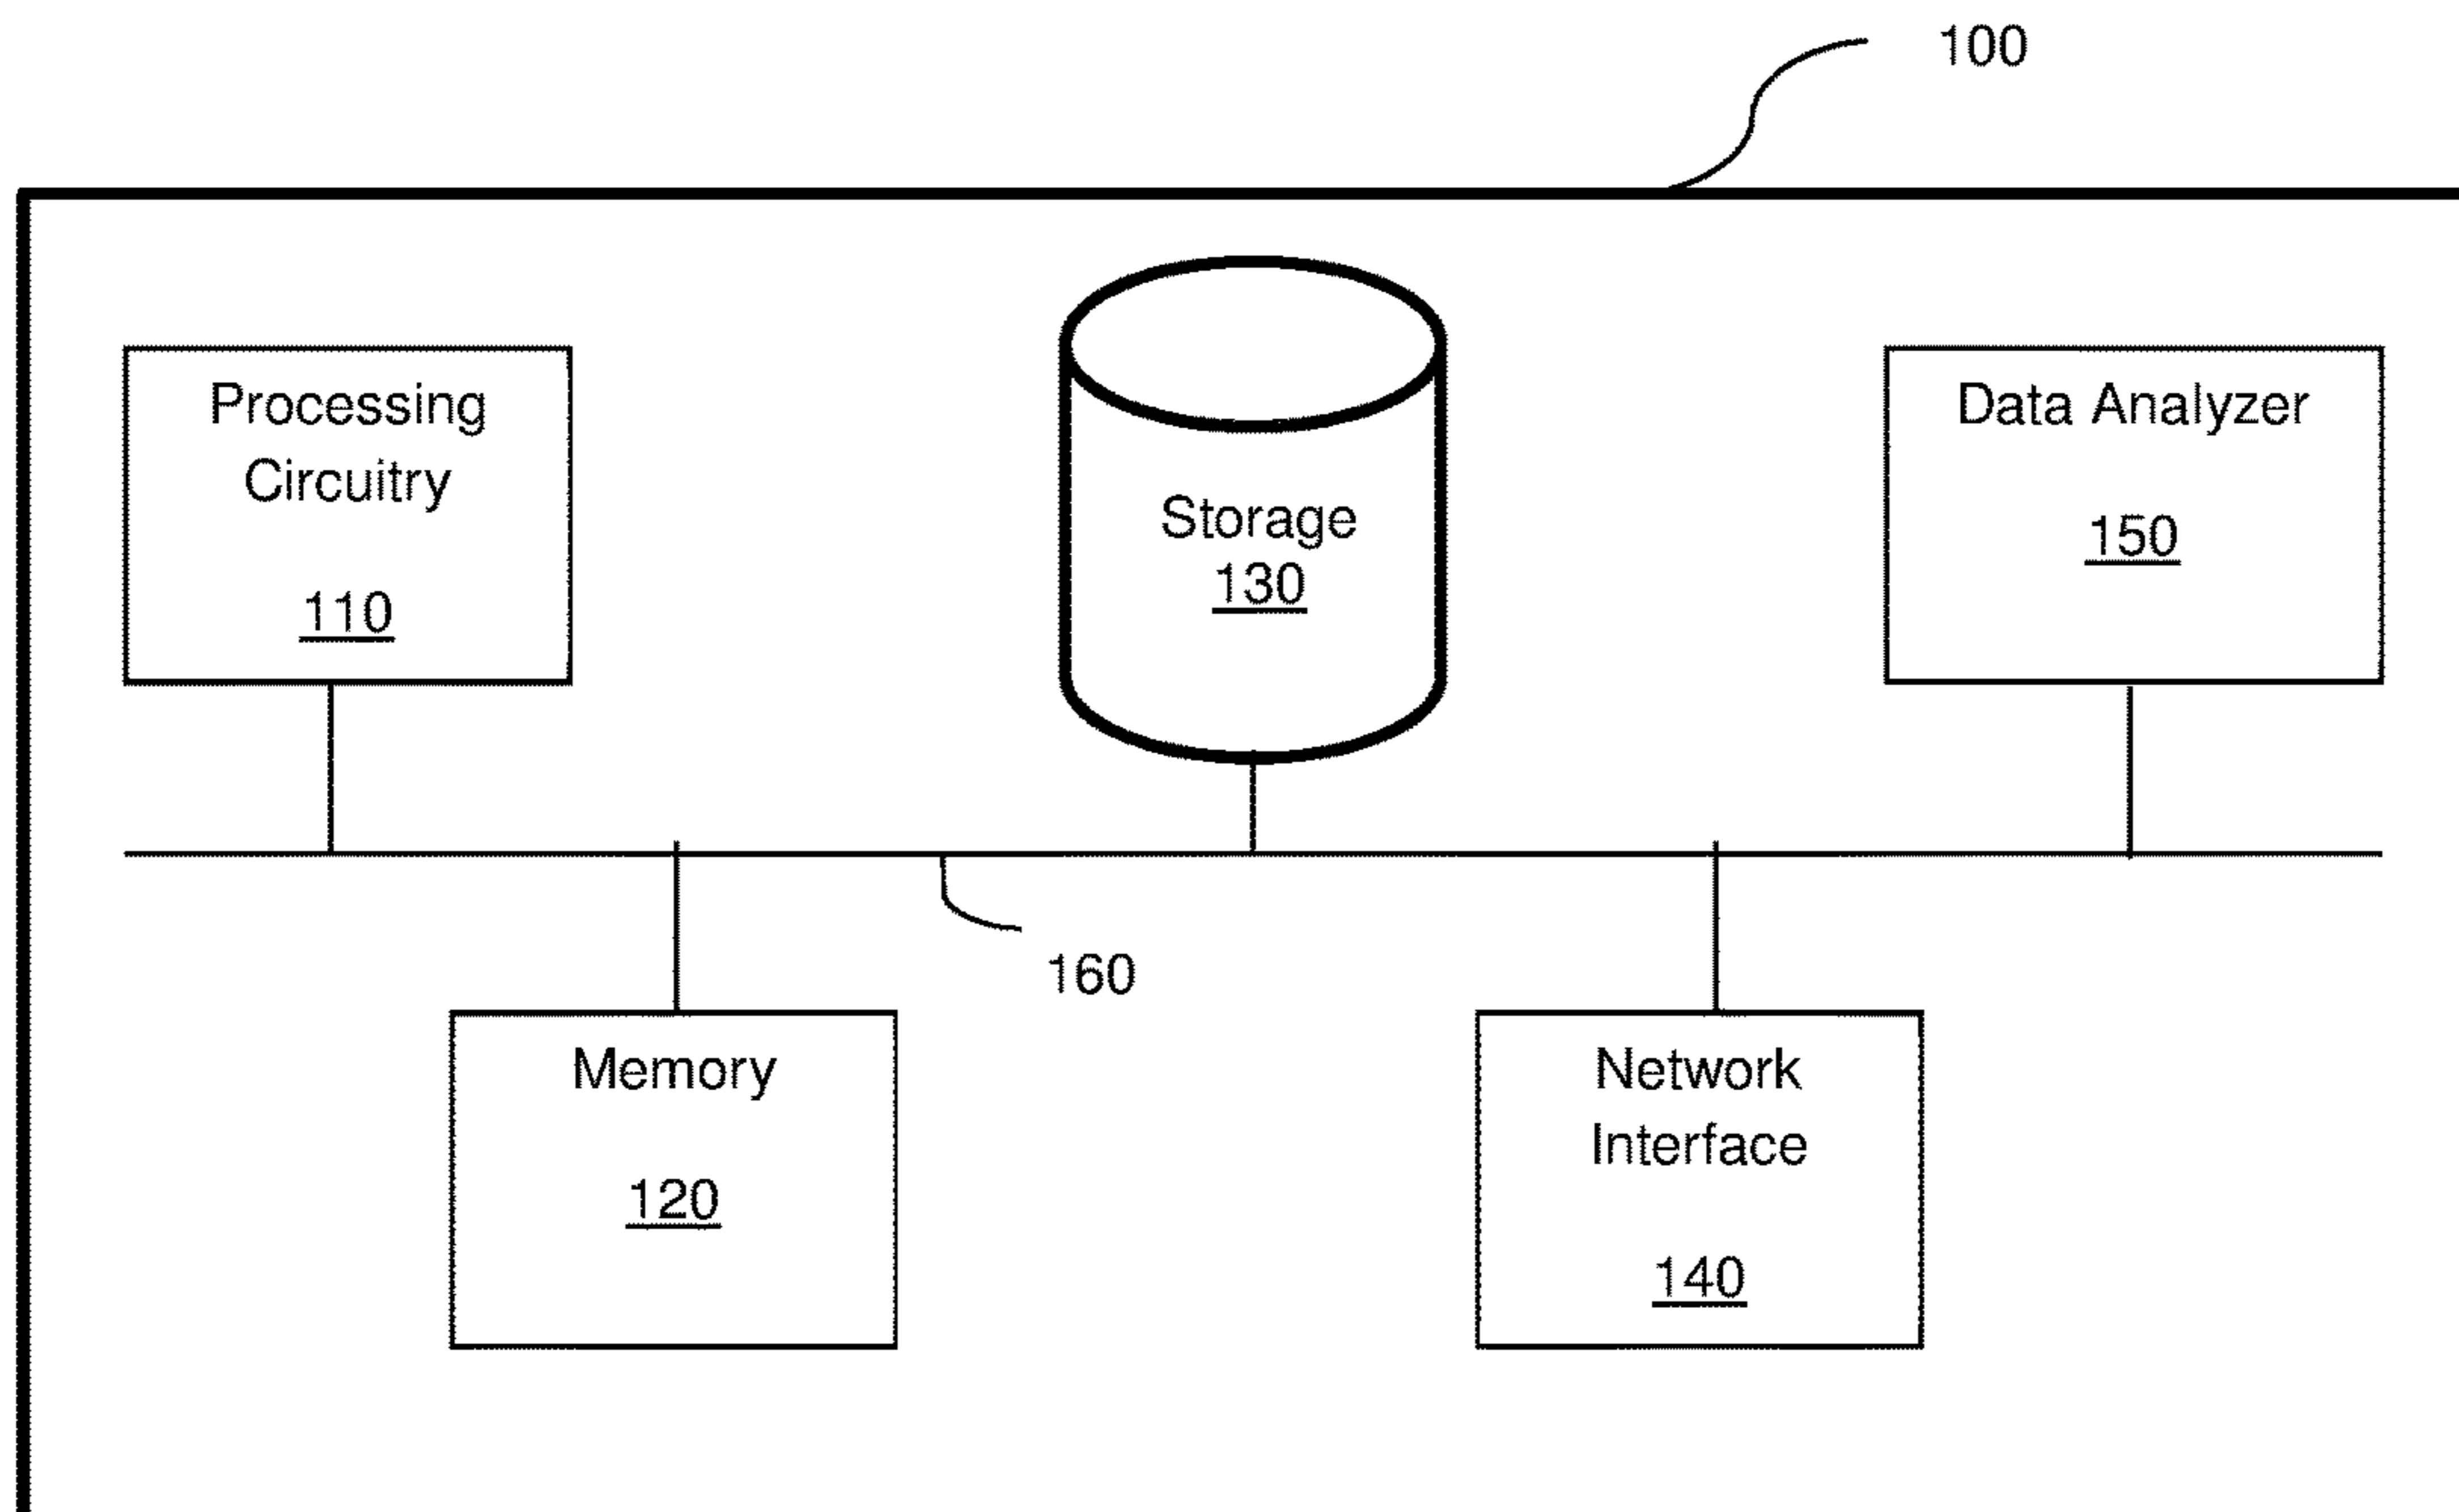 100
Processing
Circuitry
110
Storage
130
Data Analyzer
150
160
Memory
120
Network
Interface
140